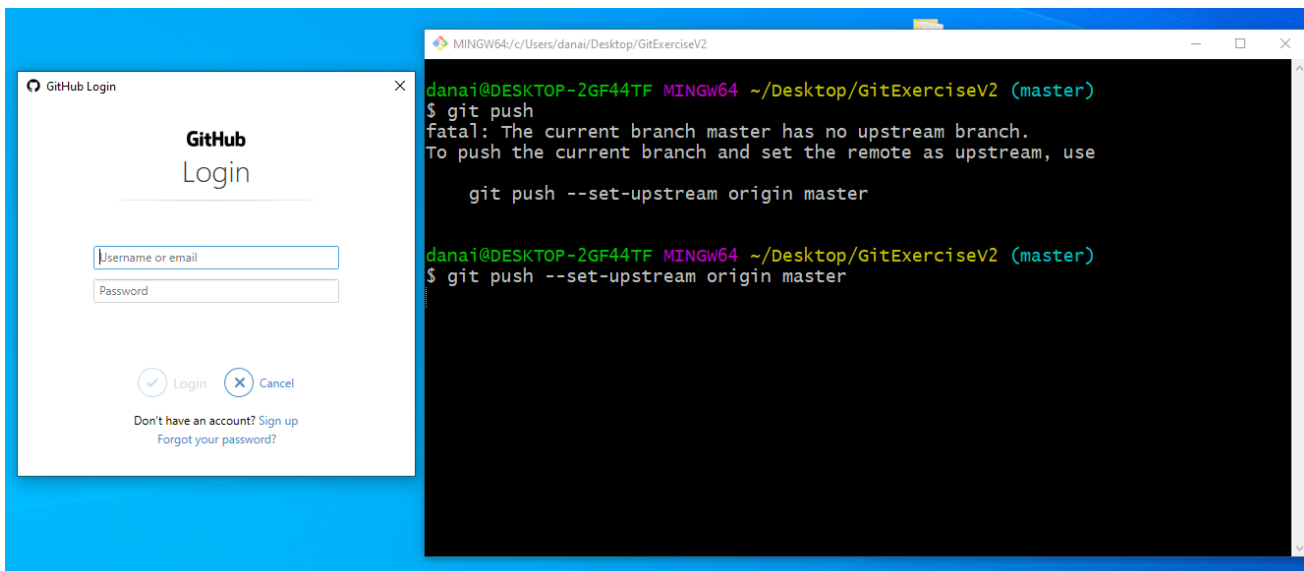 GitHub Login
GitHub
Login
Username or email
Password
Login Cancel
Don't have an account? Sign up
Forgot your password?
MINGW64:/c/Users/danai/Desktop/GitExerciseV2
danai@DESKTOP-2GF44TF MINGW64 ~/Desktop/GitExerciseV2 (master)
$ git push
fatal: The current branch master has no upstream branch.
To push the current branch and set the remote as upstream, use
git push --set-upstream origin master
danai@DESKTOP-2GF44TF MINGW64 ~/Desktop/GitExerciseV2 (master)
$ git push --set-upstream origin master